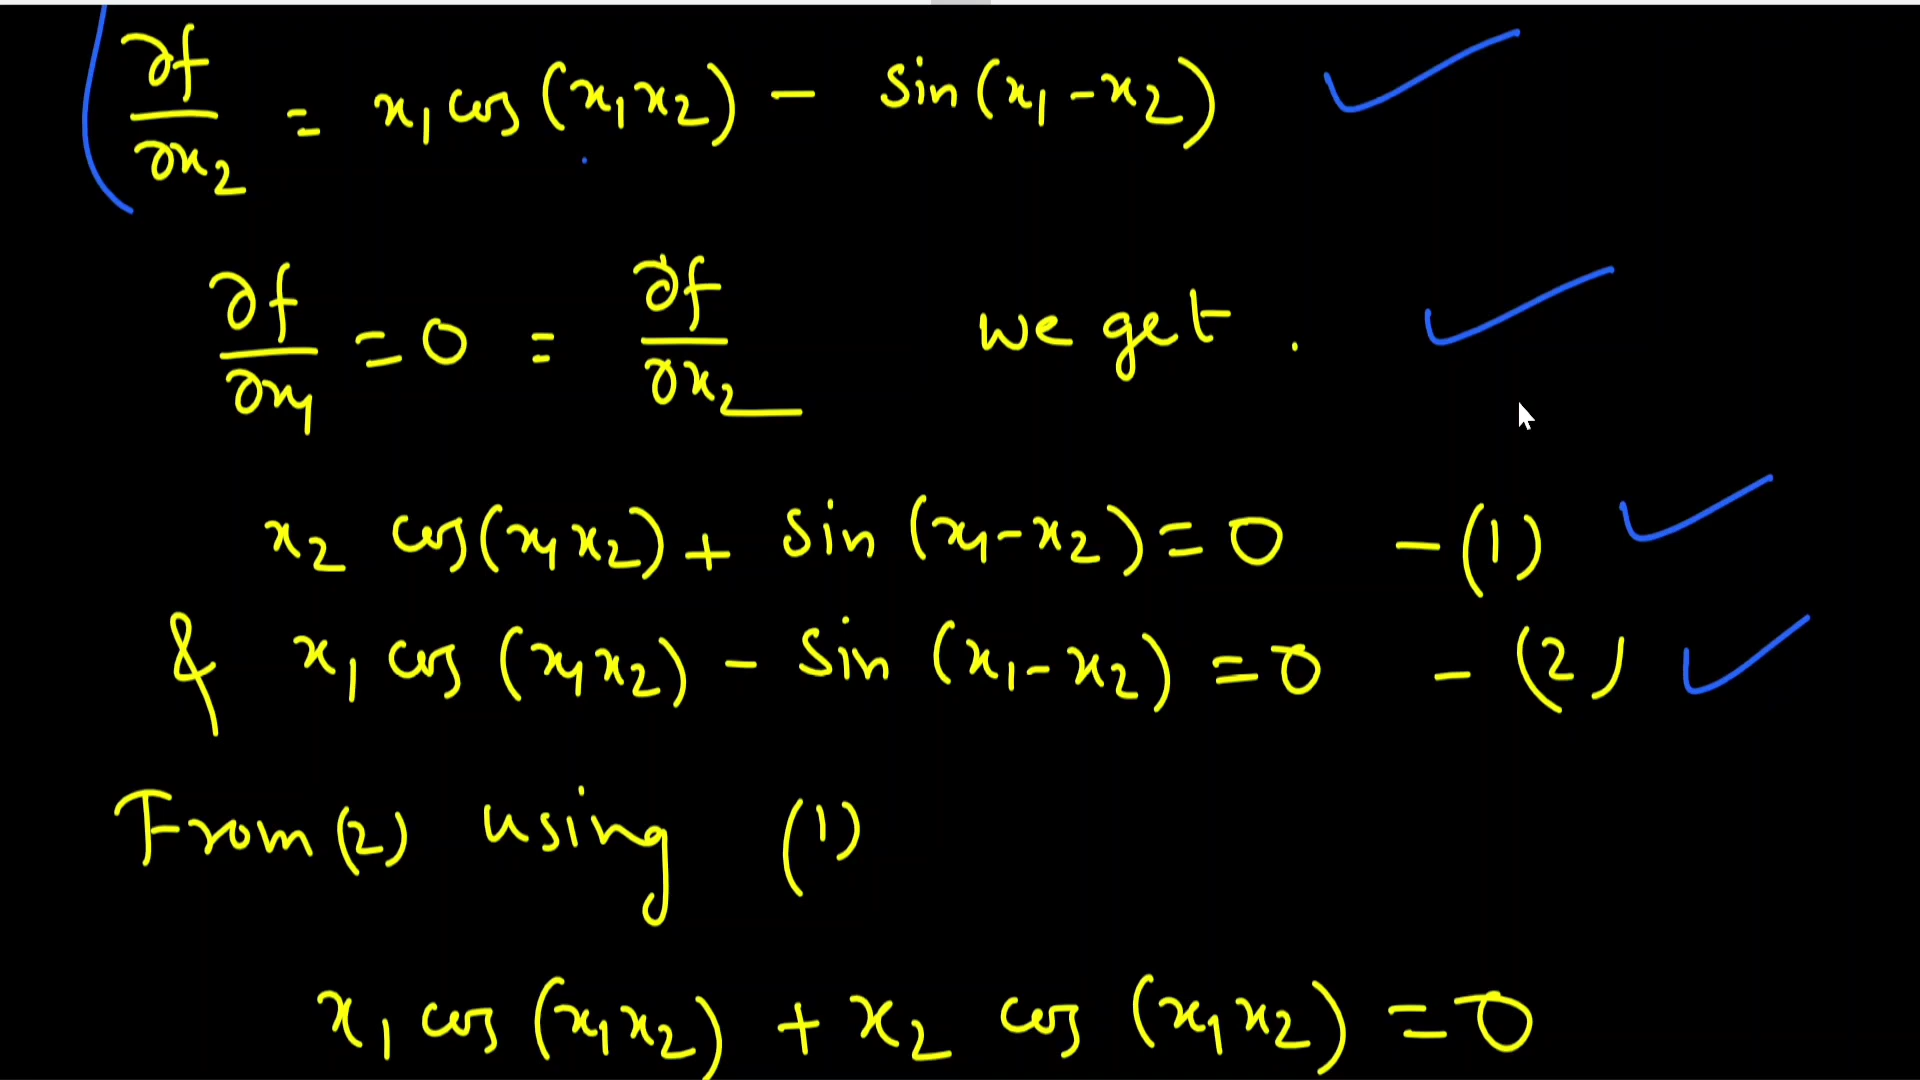 ∂f/∂x₂ = x₁ cos(x₁x₂) - sin(x₁-x₂)
∂f/∂x₁ = 0 = ∂f/∂x₂ we get.
x₂ cos(x₁x₂) + sin(x₁-x₂) = 0 -(1)
& x₁ cos(x₁x₂) - sin(x₁-x₂) = 0 -(2)
From (2) using (1)
x₁ cos(x₁x₂) + x₂ cos(x₁x₂) = 0